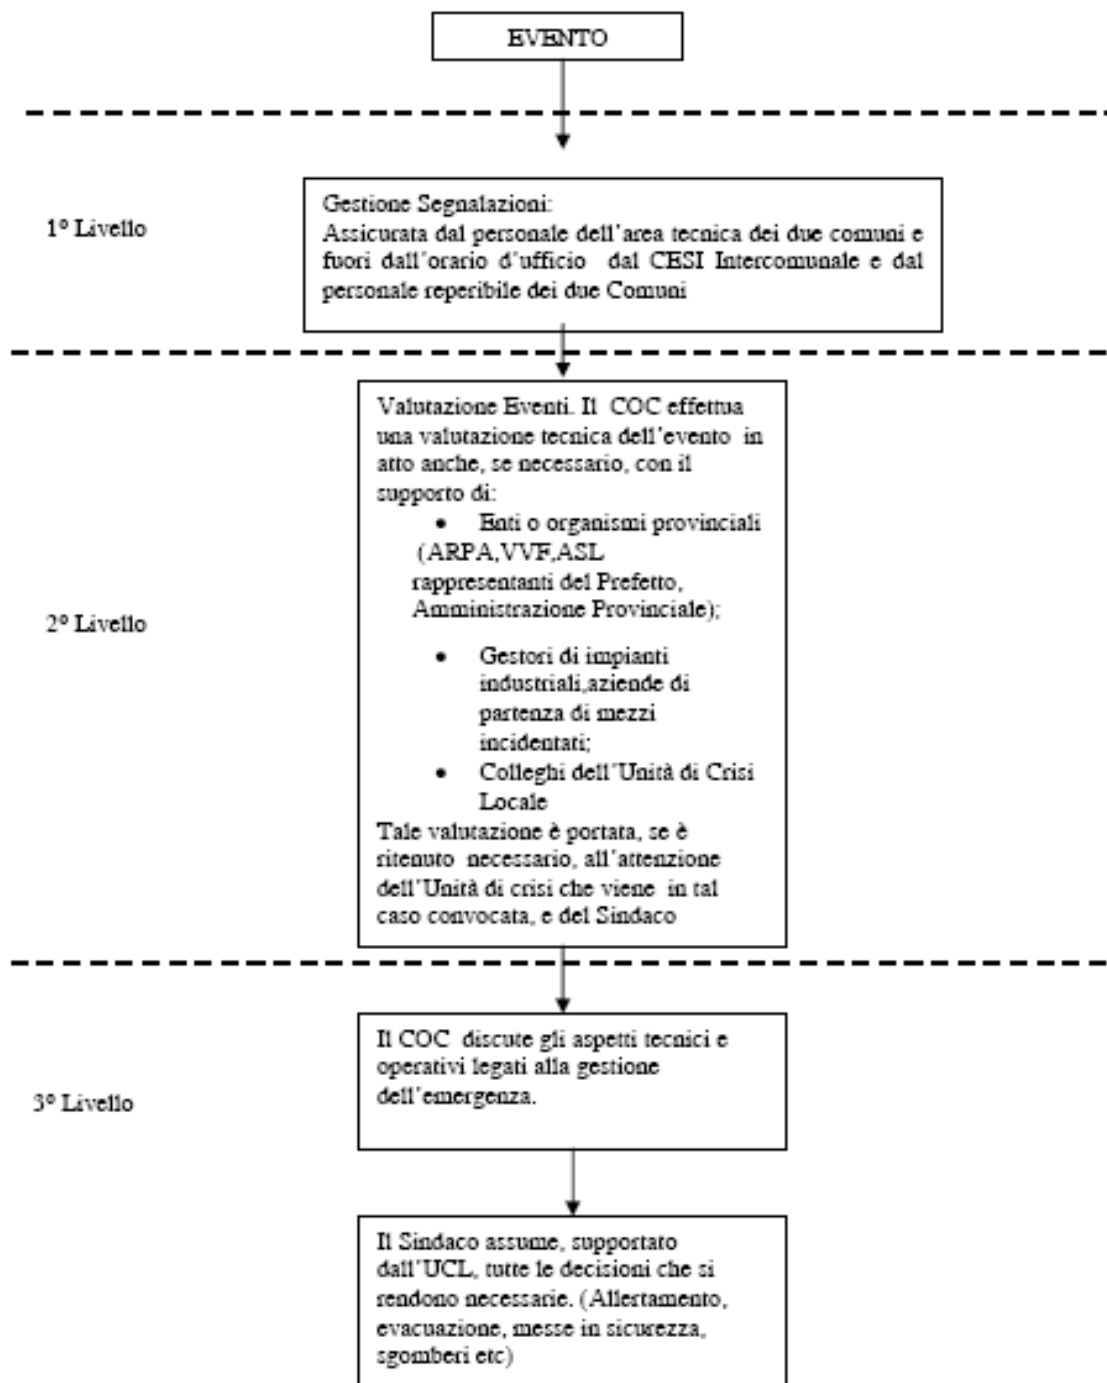 EVENTO
1° Livello
Gestione Segnalazioni:
Assicurata dal personale dell'area tecnica dei due comuni e
fuori dall'orario d'ufficio dal CESI Intercomunale e dal
personale reperibile dei due Comuni
2° Livello
Valutazione Eventi. Il COC effettua
una valutazione tecnica dell'evento in
atto anche, se necessario, con il
supporto di:
• Enti o organismi provinciali
(ARPA,VVF,ASL
rappresentanti del Prefetto,
Amministrazione Provinciale);
• Gestori di impianti
industriali,aziende di
partenza di mezzi
incidentati;
• Colleghi dell'Unità di Crisi
Locale
Tale valutazione è portata, se è
ritenuto necessario, all'attenzione
dell'Unità di crisi che viene in tal
caso convocata, e del Sindaco
3° Livello
Il COC discute gli aspetti tecnici e
operativi legati alla gestione
dell'emergenza.
Il Sindaco assume, supportato
dall'UCL, tutte le decisioni che si
rendono necessarie. (Allertamento,
evacuazione, messe in sicurezza,
sgomberi etc)